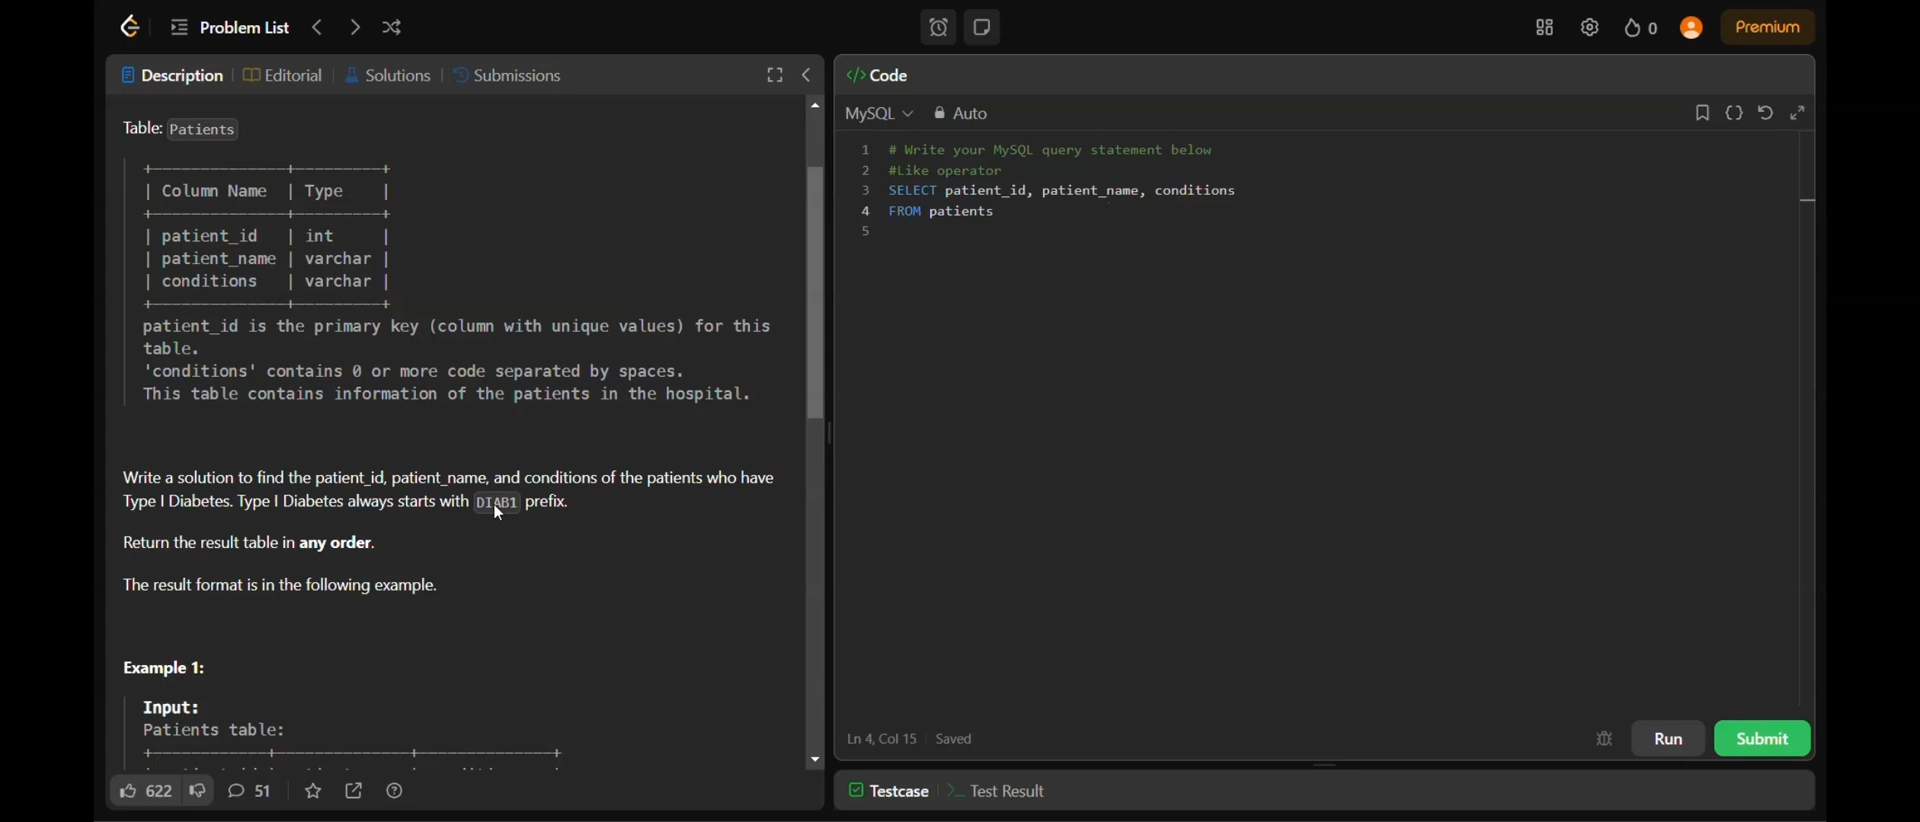 Problem List
0
Premium
Description
Editorial
Solutions
Submissions
Table: Patients
+--------------+---------+
| Column Name  | Type    |
+--------------+---------+
| patient_id   | int     |
| patient_name | varchar |
| conditions   | varchar |
+--------------+---------+
patient_id is the primary key (column with unique values) for this
table.
'conditions' contains 0 or more code separated by spaces.
This table contains information of the patients in the hospital.
Write a solution to find the patient_id, patient_name, and conditions of the patients who have
Type I Diabetes. Type I Diabetes always starts with DIAB1 prefix.
Return the result table in any order.
The result format is in the following example.
Example 1:
Input:
Patients table:
+------------+--------------+--------------+
622
51
</> Code
MySQL
Auto
1 # Write your MySQL query statement below
2 #Like operator
3 SELECT patient_id, patient_name, conditions
4 FROM patients
5
Ln 4, Col 15
Saved
Run
Submit
Testcase
>_ Test Result